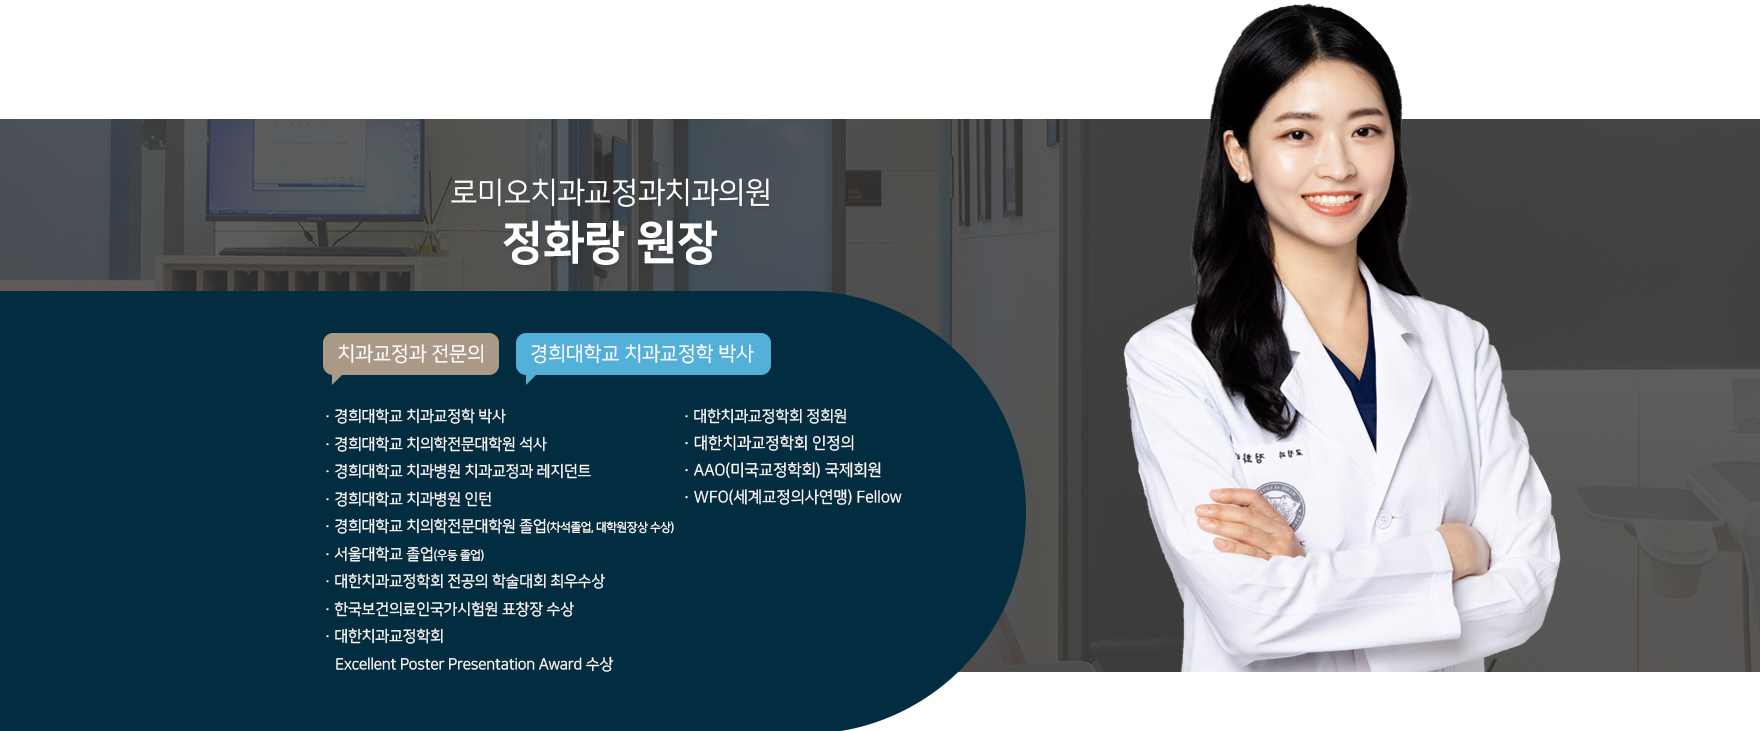 로미오치과교정과치과의원
정화랑 원장
치과교정과 전문의
경희대학교 치과교정학 박사
· 경희대학교 치과교정학 박사
· 경희대학교 치의학전문대학원 석사
· 경희대학교 치과병원 치과교정과 레지던트
· 경희대학교 치과병원 인턴
· 경희대학교 치의학전문대학원 졸업(차석졸업, 대학원장상 수상)
· 서울대학교 졸업(우등 졸업)
· 대한치과교정학회 전공의 학술대회 최우수상
· 한국보건의료인국가시험원 표창장 수상
· 대한치과교정학회
Excellent Poster Presentation Award 수상
· 대한치과교정학회 정회원
· 대한치과교정학회 인정의
· AAO(미국교정학회) 국제회원
· WFO(세계교정의사연맹) Fellow